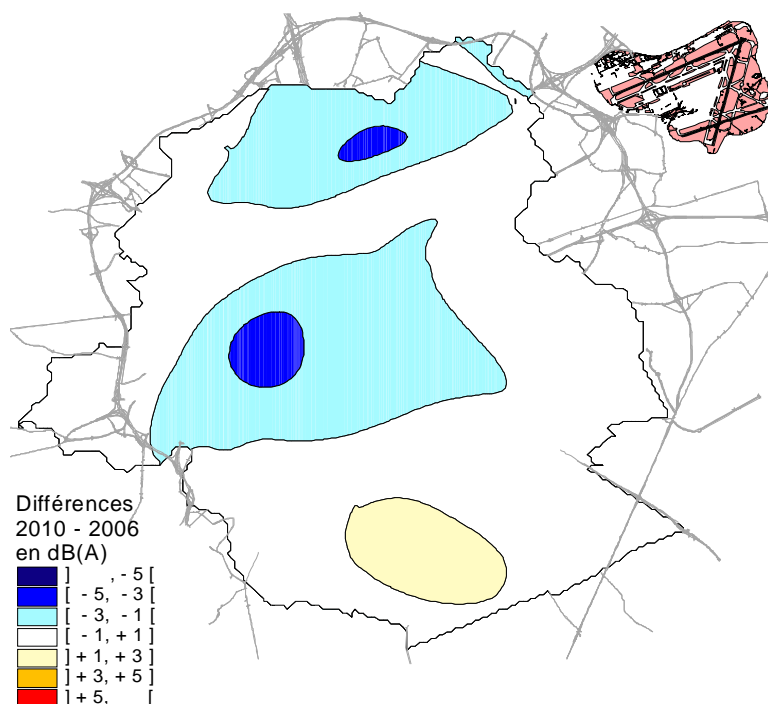 Différences
2010 - 2006
en dB(A)
] , - 5 [
[ - 5, - 3 [
[ - 3, - 1 [
[ - 1, + 1 ]
] + 1, + 3 ]
] + 3, + 5 ]
] + 5, [